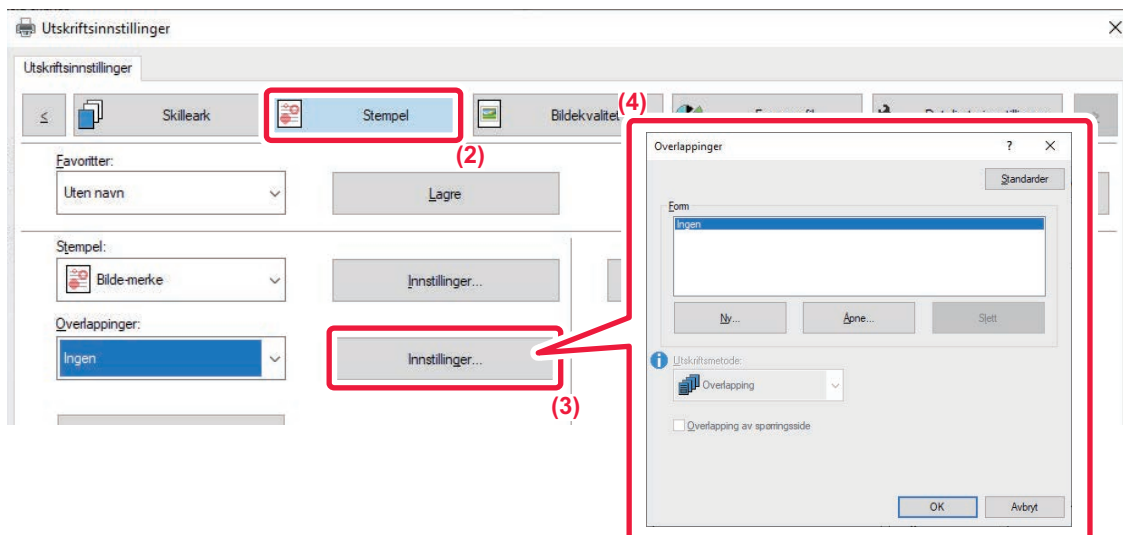 Utskriftsinnstillinger
Utskriftsinnstillinger
≤ Skilleark Stempel Bildekvalitet
(2)
(4)
Favoritter:
Uten navn Lagre
Stempel:
Bilde-merke Innstillinger...
Overlappinger:
Ingen Innstillinger...
(3)
Overlappinger ? ×
Standarder
Form
Ingen
Ny... Åpne... Slett
Utskriftsmetode:
Overlapping
Overlapping av spørringsside
OK Avbryt